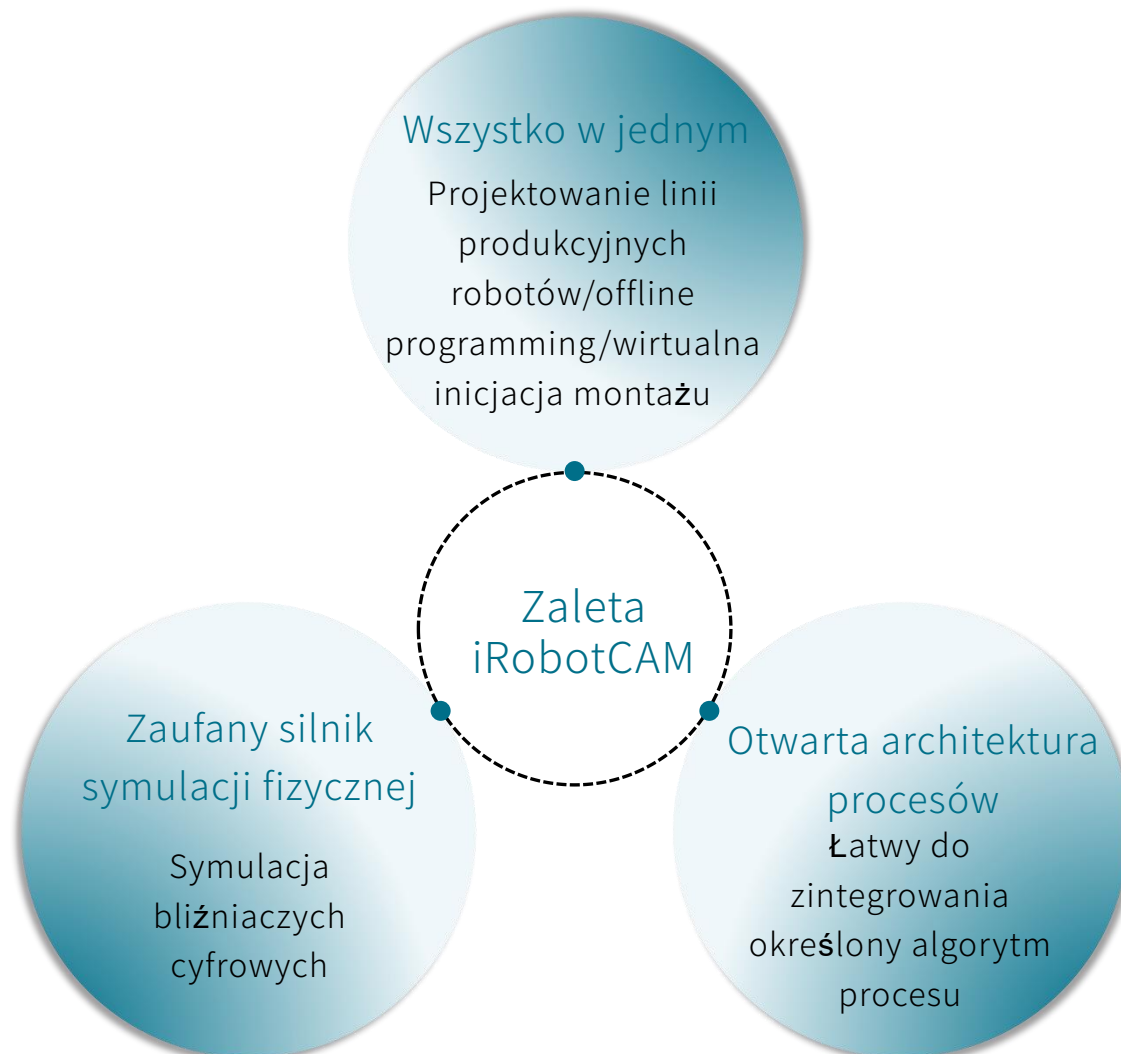 Wszystko w jednym
Projektowanie linii
produkcyjnych
robotów/offline
programming/wirtualna
inicjacja montażu
Zaleta
iRobotCAM
Zaufany silnik
symulacji fizycznej
Symulacja
bliźniaczych
cyfrowych
Otwarta architektura
procesów
Łatwy do
zintegrowania
określony algorytm
procesu